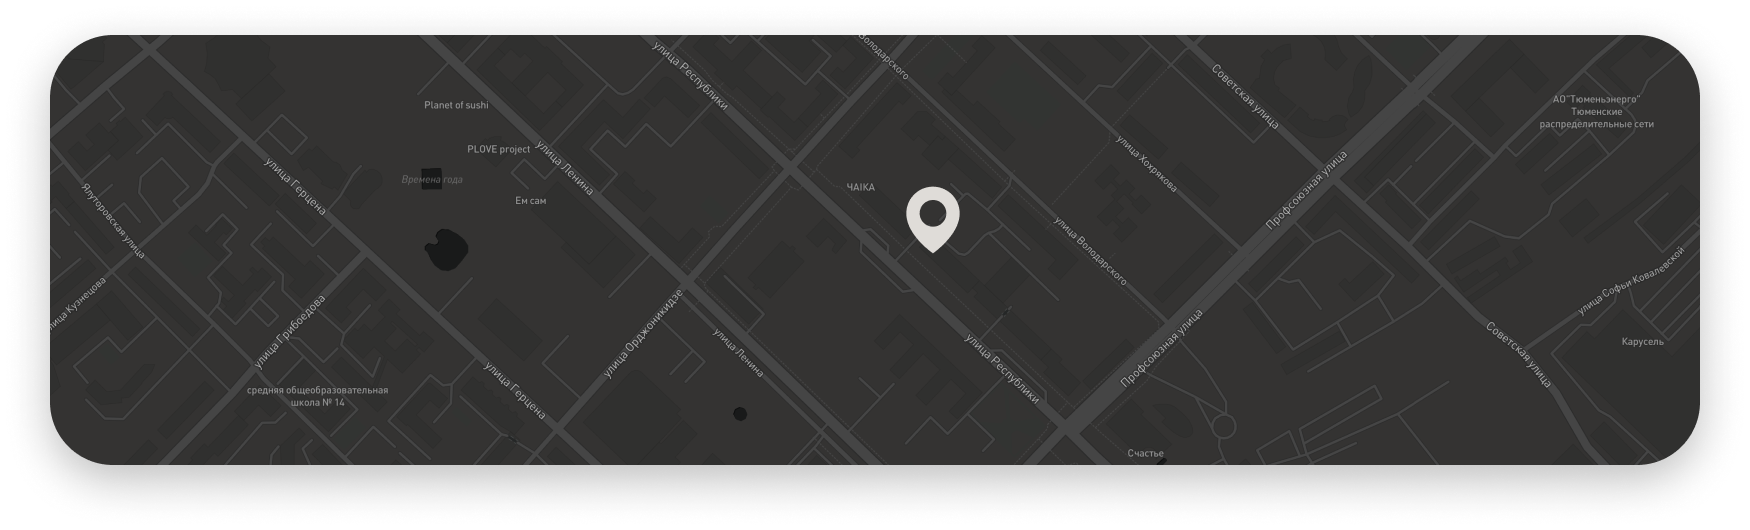 улица Республики
Володарского
Советская улица
Planet of sushi
АО"Тюменьэнерго"
Тюменские
распределительные сети
PLOVE project
улица Ленина
улица Хохрякова
Профсоюзная улица
улица Герцена
Времена года
ЧАIКА
Ем сам
Ялуторовская улица
улица Володарского
улица Софьи Ковалевской
улица Кузнецова
улица Грибоедова
улица Орджоникидзе
Профсоюзная улица
улица Ленина
улица Республики
Советская улица
Карусель
улица Герцена
средняя общеобразовательная
школа № 14
Счастье